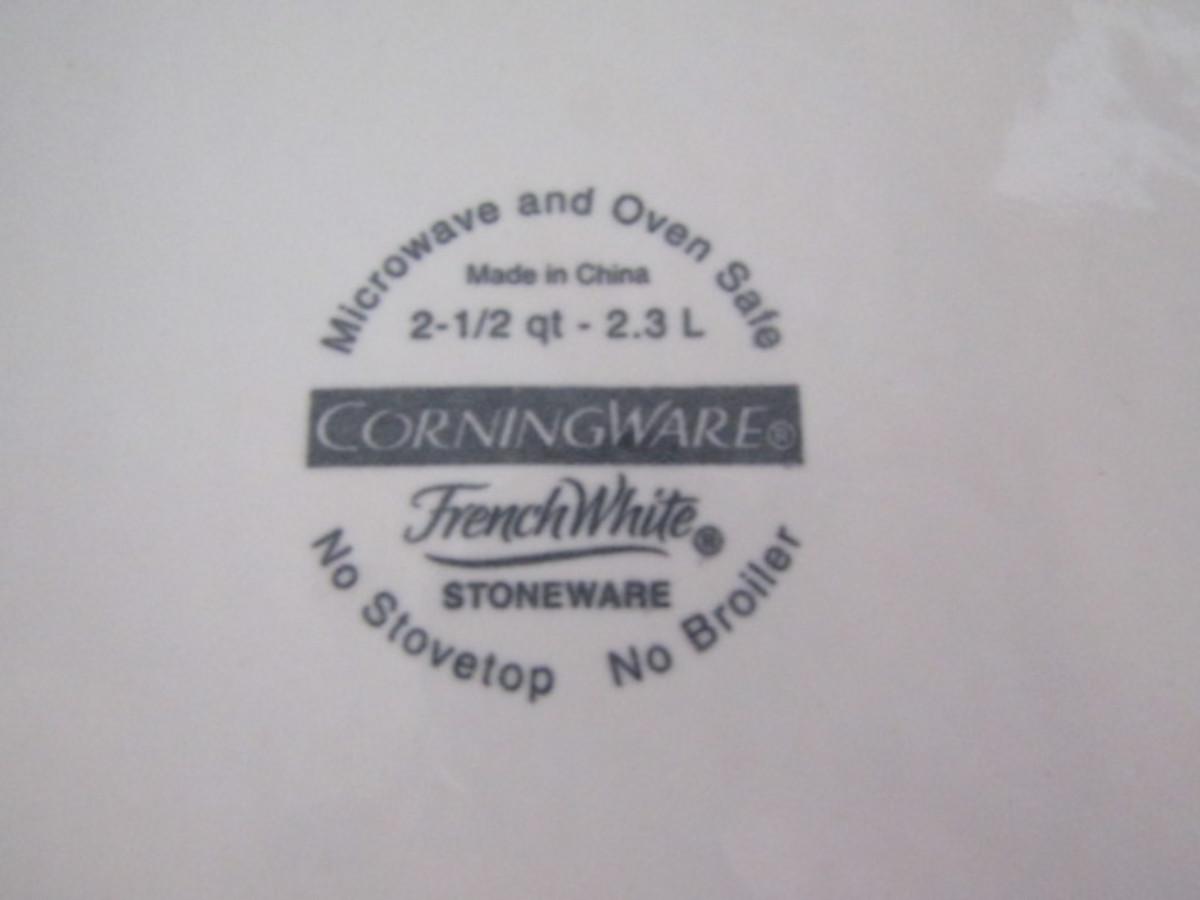 Microwave and Oven Safe
Made in China
2-1/2 qt - 2.3 L
CORNINGWARE®
FrenchWhite®
STONEWARE
No Stovetop No Broiler